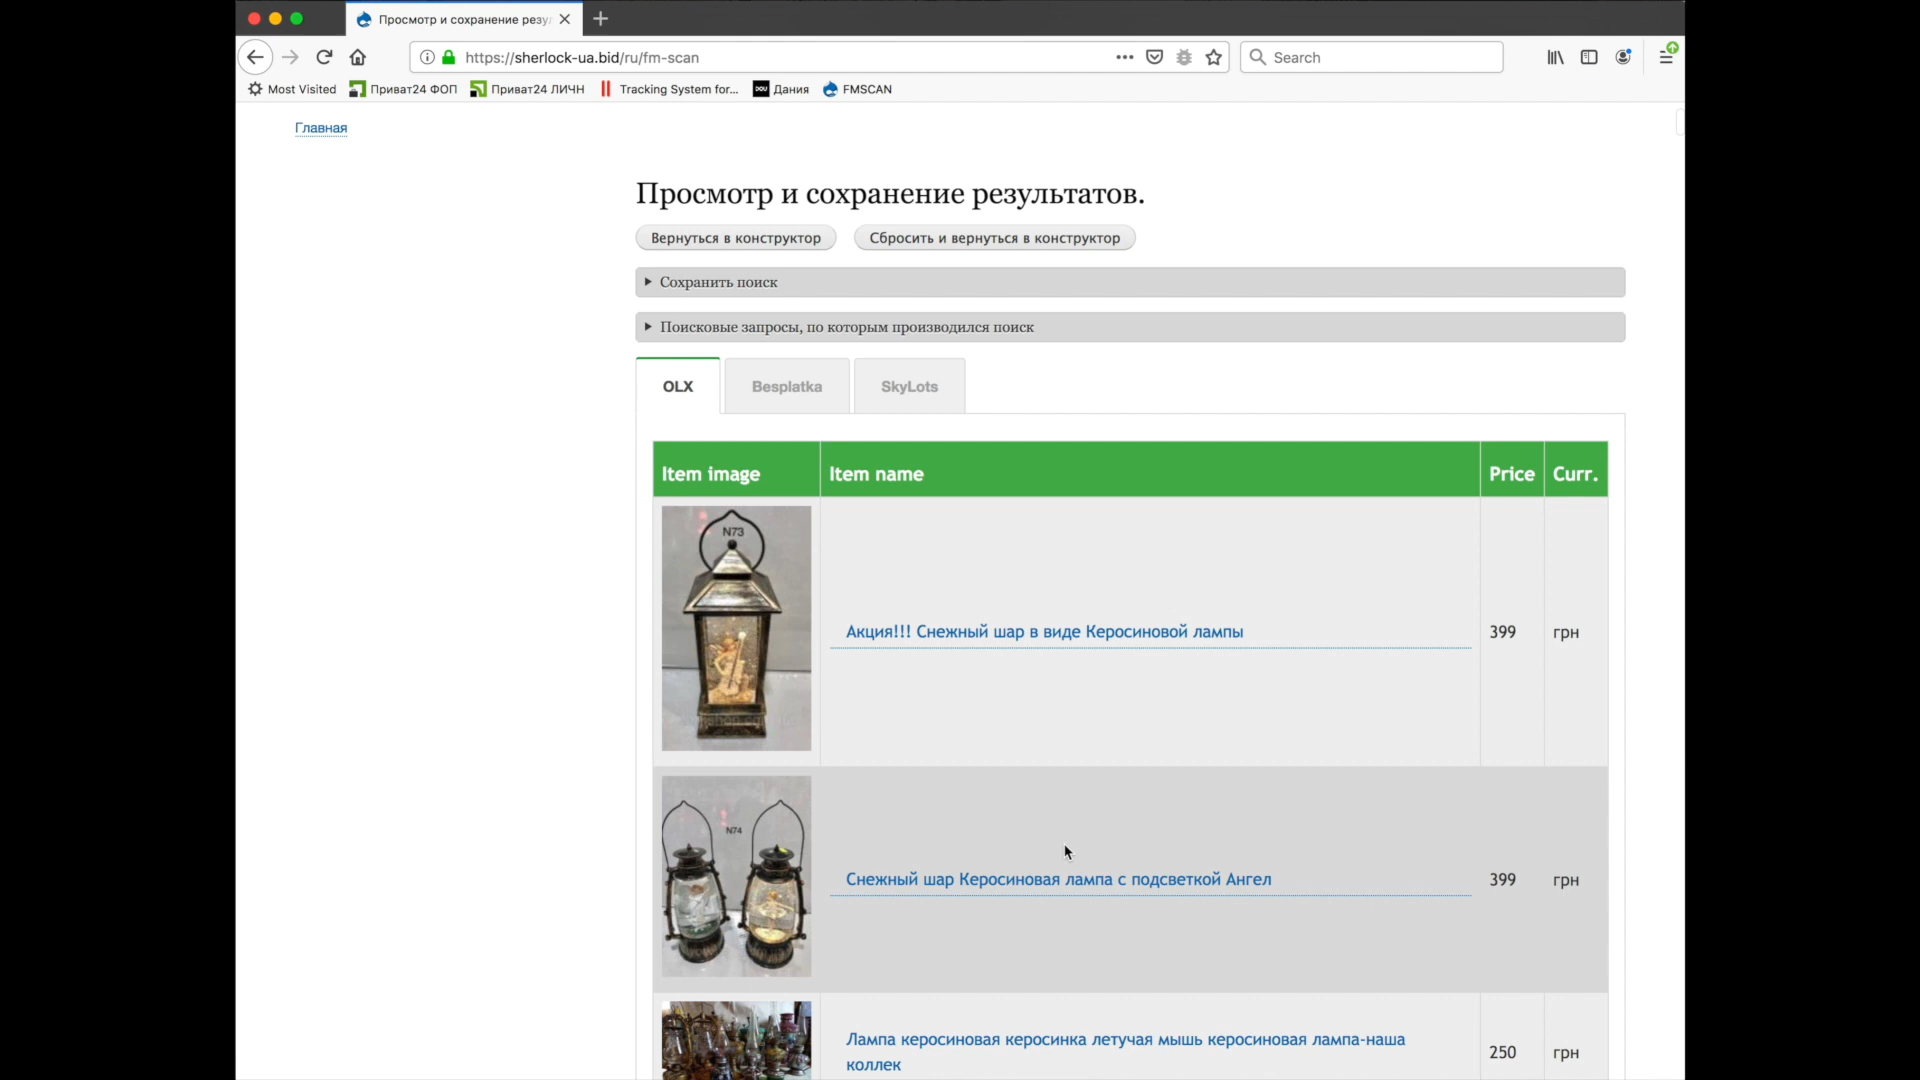 Просмотр и сохранение резу
https://sherlock-ua.bid/ru/fm-scan
Search
Most Visited
Приват24 ФОП
Приват24 ЛИЧН
Tracking System for...
DOU
Дания
FMSCAN
Главная
Просмотр и сохранение результатов.
Вернуться в конструктор
Сбросить и вернуться в конструктор
Сохранить поиск
Поисковые запросы, по которым производился поиск
OLX
Besplatka
SkyLots
Item image
Item name
Price
Curr.
N73
Акция!!! Снежный шар в виде Керосиновой лампы
399
грн
N74
Снежный шар Керосиновая лампа с подсветкой Ангел
399
грн
Лампа керосиновая керосинка летучая мышь керосиновая лампа-наша
коллек
250
грн